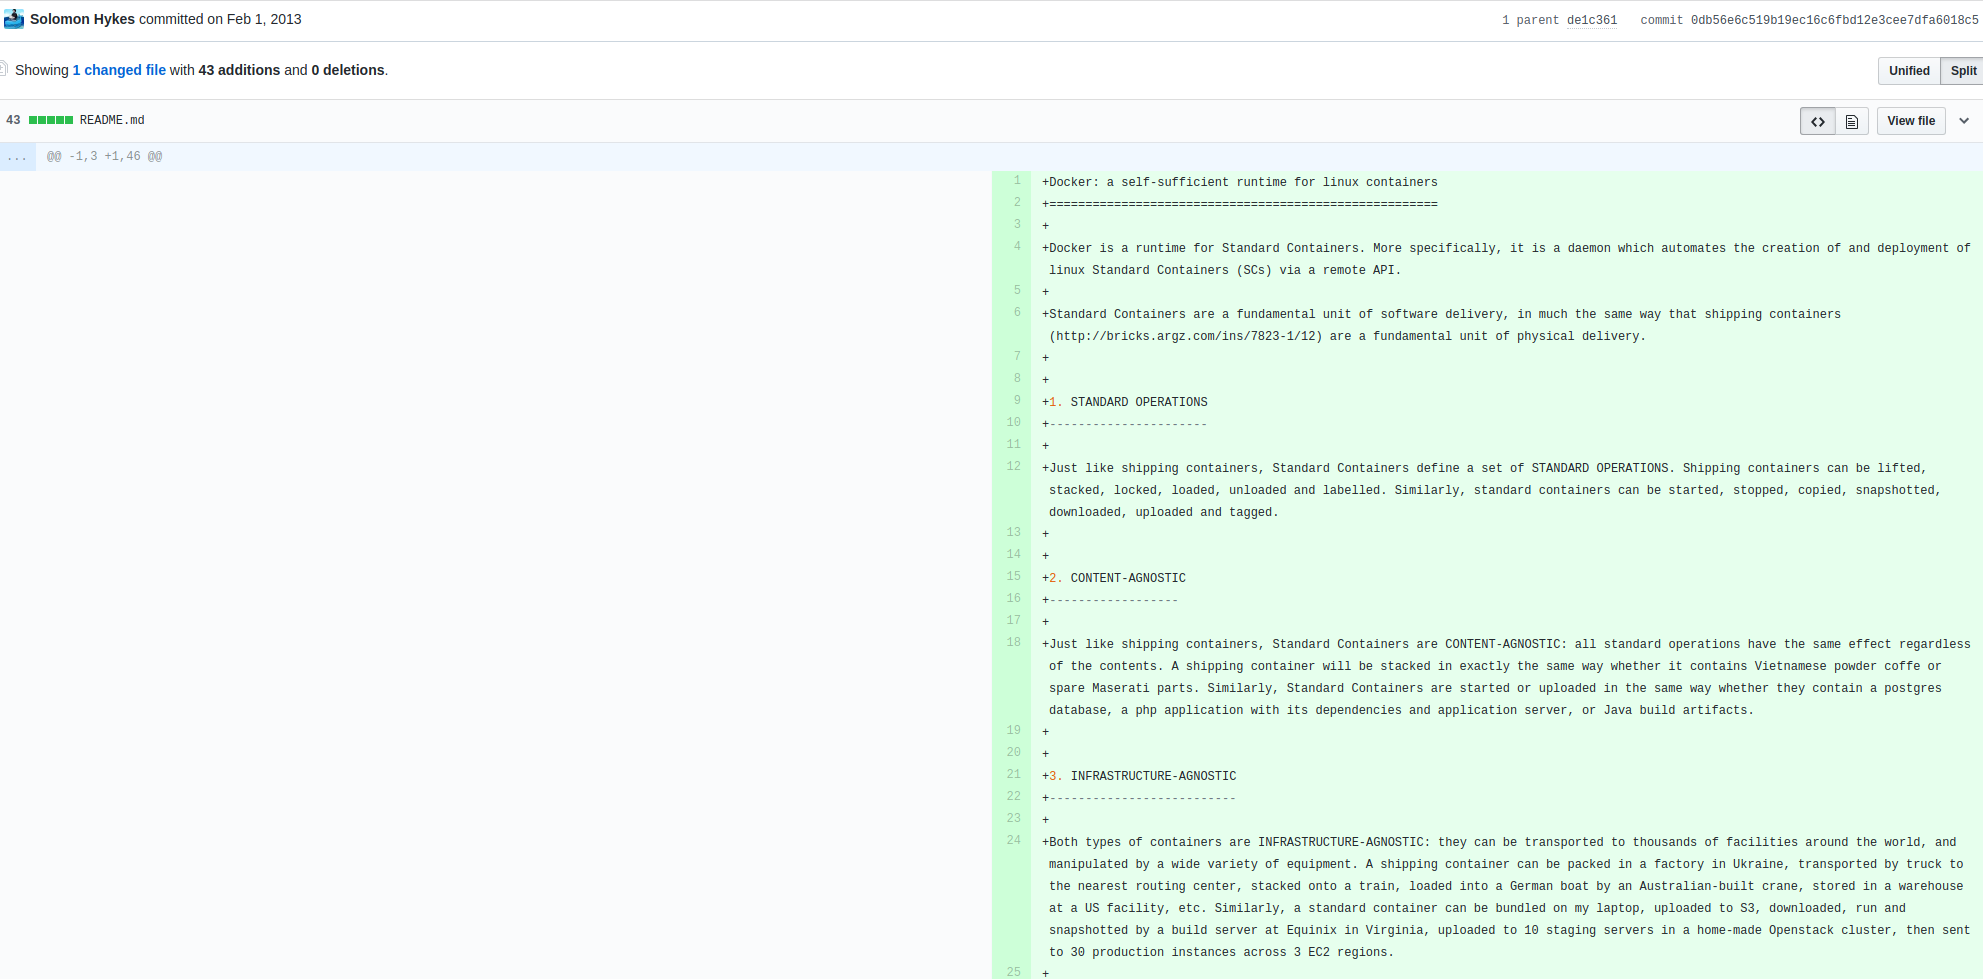 Solomon Hykes committed on Feb 1, 2013
1 parent de1c361 commit 0db56e6c519b19ec16c6fbd12e3cee7dfa6018c5
Showing 1 changed file with 43 additions and 0 deletions.
Unified Split
43 README.md
View file
... @@ -1,3 +1,46 @@
1 +Docker: a self-sufficient runtime for linux containers
2 +======================================================
3 +
4 +Docker is a runtime for Standard Containers. More specifically, it is a daemon which automates the creation of and deployment of
linux Standard Containers (SCs) via a remote API.
5 +
6 +Standard Containers are a fundamental unit of software delivery, in much the same way that shipping containers
(http://bricks.argz.com/ins/7823-1/12) are a fundamental unit of physical delivery.
7 +
8 +
9 +1. STANDARD OPERATIONS
10 +----------------------
11 +
12 +Just like shipping containers, Standard Containers define a set of STANDARD OPERATIONS. Shipping containers can be lifted,
stacked, locked, loaded, unloaded and labelled. Similarly, standard containers can be started, stopped, copied, snapshotted,
downloaded, uploaded and tagged.
13 +
14 +
15 +2. CONTENT-AGNOSTIC
16 +------------------
17 +
18 +Just like shipping containers, Standard Containers are CONTENT-AGNOSTIC: all standard operations have the same effect regardless
of the contents. A shipping container will be stacked in exactly the same way whether it contains Vietnamese powder coffe or
spare Maserati parts. Similarly, Standard Containers are started or uploaded in the same way whether they contain a postgres
database, a php application with its dependencies and application server, or Java build artifacts.
19 +
20 +
21 +3. INFRASTRUCTURE-AGNOSTIC
22 +--------------------------
23 +
24 +Both types of containers are INFRASTRUCTURE-AGNOSTIC: they can be transported to thousands of facilities around the world, and
manipulated by a wide variety of equipment. A shipping container can be packed in a factory in Ukraine, transported by truck to
the nearest routing center, stacked onto a train, loaded into a German boat by an Australian-built crane, stored in a warehouse
at a US facility, etc. Similarly, a standard container can be bundled on my laptop, uploaded to S3, downloaded, run and
snapshotted by a build server at Equinix in Virginia, uploaded to 10 staging servers in a home-made Openstack cluster, then sent
to 30 production instances across 3 EC2 regions.
25 +